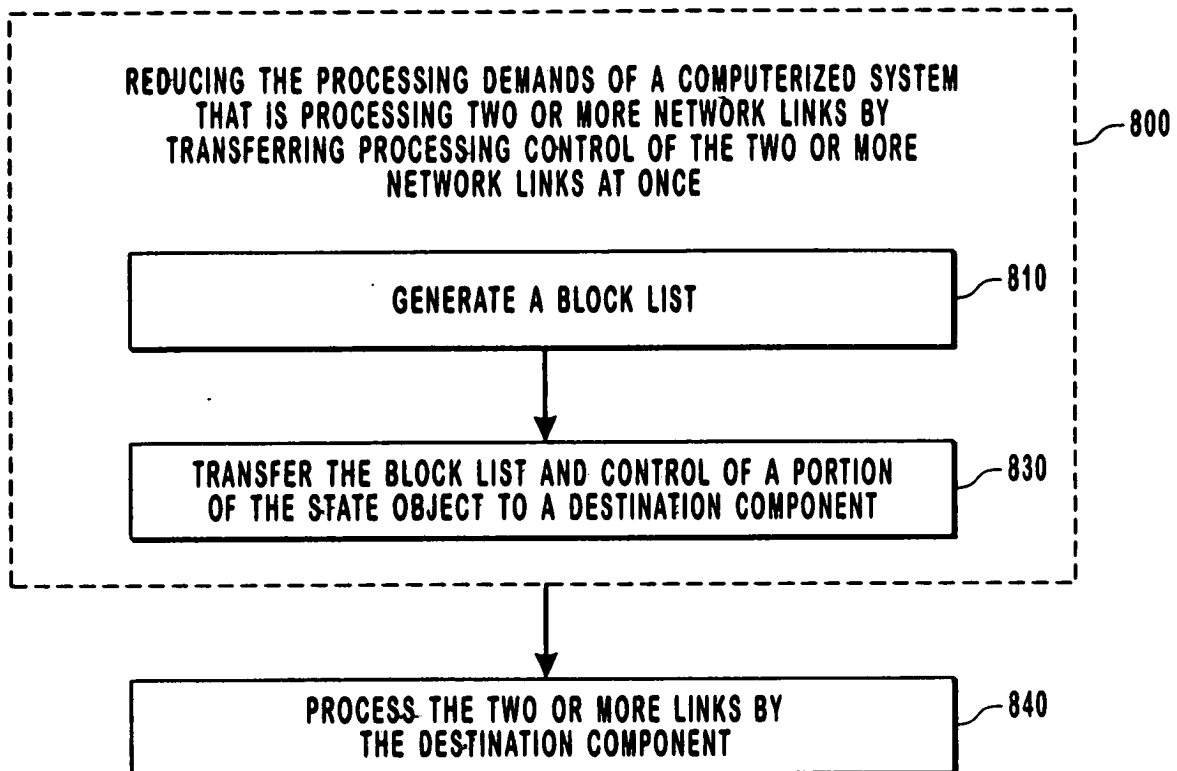 REDUCING THE PROCESSING DEMANDS OF A COMPUTERIZED SYSTEM
THAT IS PROCESSING TWO OR MORE NETWORK LINKS BY
TRANSFERRING PROCESSING CONTROL OF THE TWO OR MORE
NETWORK LINKS AT ONCE
800
GENERATE A BLOCK LIST
810
TRANSFER THE BLOCK LIST AND CONTROL OF A PORTION
OF THE STATE OBJECT TO A DESTINATION COMPONENT
830
PROCESS THE TWO OR MORE LINKS BY
THE DESTINATION COMPONENT
840